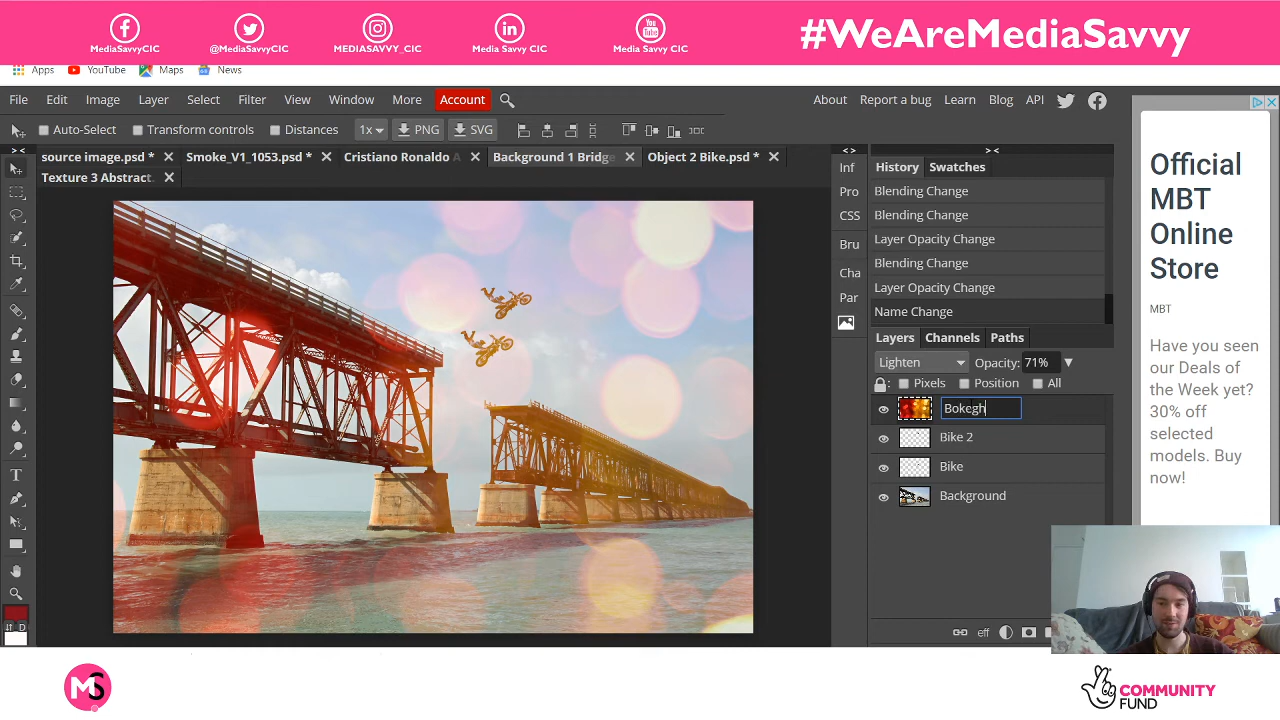 MediaSavvyCIC
@MediaSavvyCIC
MEDIASAVVY_CIC
Media Savvy CIC
You Tube
Media Savvy CIC
#WeAreMediaSavvy
Apps YouTube Maps News
File Edit Image Layer Select Filter View Window More Account
About Report a bug Learn Blog API
Auto-Select Transform controls Distances 1x PNG SVG
source image.psd * Smoke_V1_1053.psd * Cristiano Ronaldo Background 1 Bridge Object 2 Bike.psd *
Texture 3 Abstract.
> <
< >
> <
Inf
Pro
CSS
Bru
Cha
Par
History Swatches
Blending Change
Blending Change
Layer Opacity Change
Blending Change
Layer Opacity Change
Name Change
Layers Channels Paths
Lighten Opacity: 71%
Pixels Position All
Bokegh
Bike 2
Bike
Background
eff
D
Official
MBT
Online
Store
MBT
Have you seen
our Deals of
the Week yet?
30% off
selected
models. Buy
now!
MS
COMMUNITY
FUND